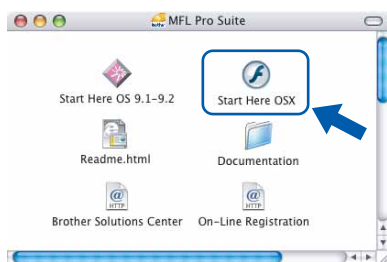 MFL Pro Suite
Start Here OS 9.1-9.2
Start Here OSX
Readme.html
Documentation
HTTP
HTTP
Brother Solutions Center
On-Line Registration